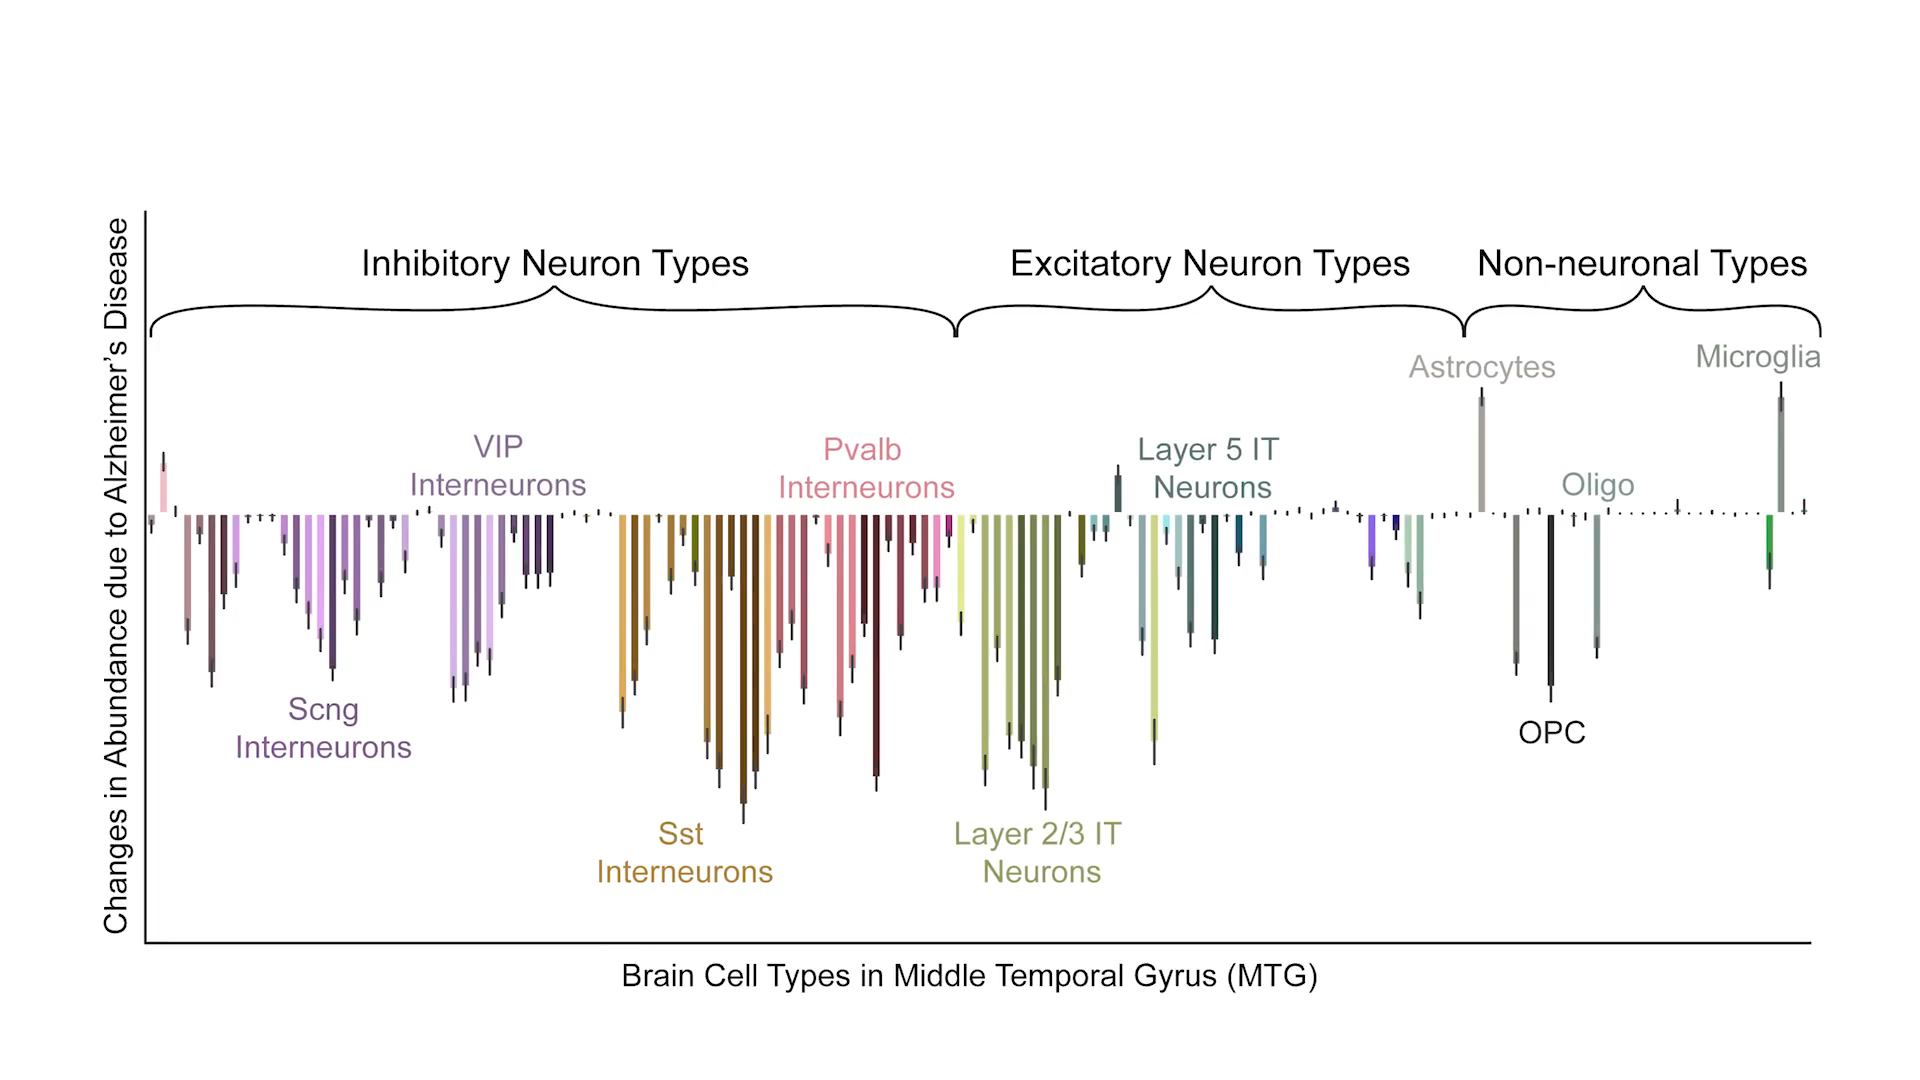 Changes in Abundance due to Alzheimer’s Disease
Inhibitory Neuron Types
Excitatory Neuron Types
Non-neuronal Types
Astrocytes
Microglia
VIP
Interneurons
Pvalb
Interneurons
Layer 5 IT
Neurons
Oligo
Scng
Interneurons
OPC
Sst
Interneurons
Layer 2/3 IT
Neurons
Brain Cell Types in Middle Temporal Gyrus (MTG)